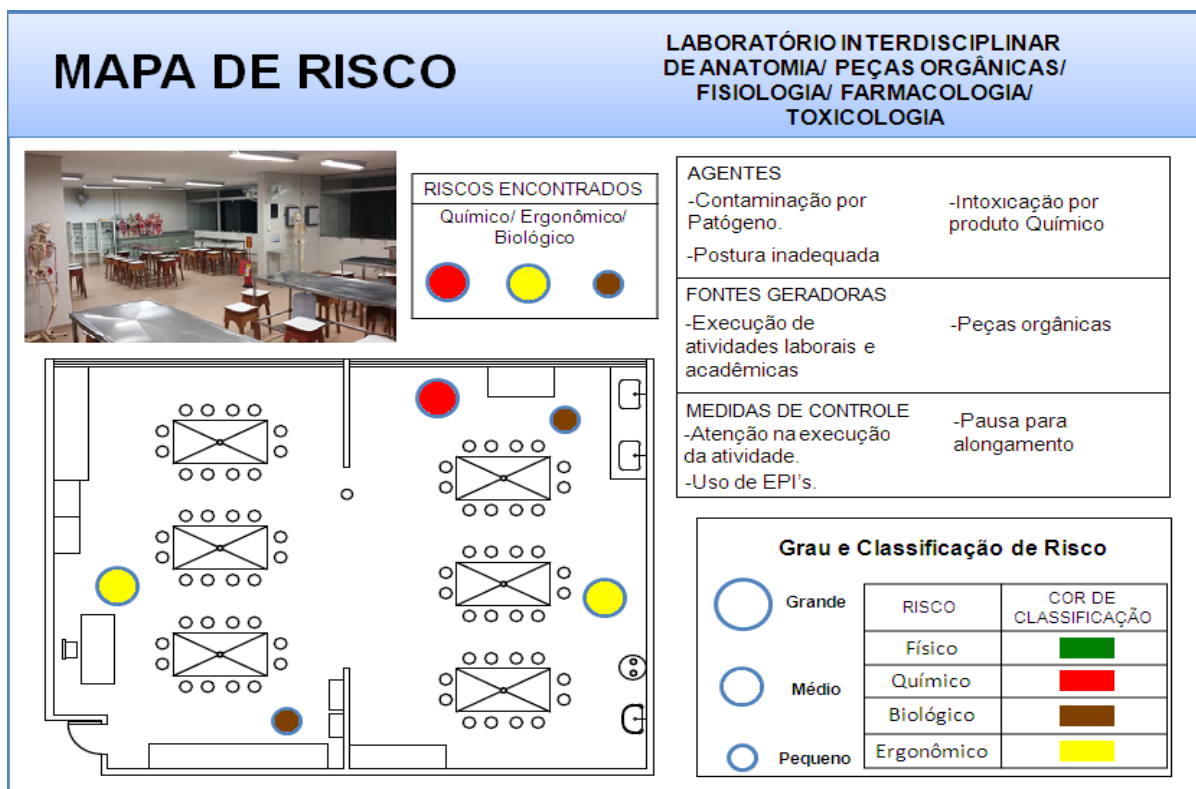 MAPA DE RISCO
LABORATÓRIO INTERDISCIPLINAR
DE ANATOMIA/ PEÇAS ORGÂNICAS/
FISIOLOGIA/ FARMACOLOGIA/
TOXICOLOGIA
RISCOS ENCONTRADOS
Químico/ Ergonômico/
Biológico
AGENTES
-Contaminação por
Patógeno.
-Postura inadequada
-Intoxicação por
produto Químico
FONTES GERADORAS
-Execução de
atividades laborais e
acadêmicas
-Peças orgânicas
MEDIDAS DE CONTROLE
-Atenção na execução
da atividade.
-Uso de EPI's.
-Pausa para
alongamento
Grau e Classificação de Risco
Grande
Médio
Pequeno
RISCO
COR DE
CLASSIFICAÇÃO
Físico
Químico
Biológico
Ergonômico